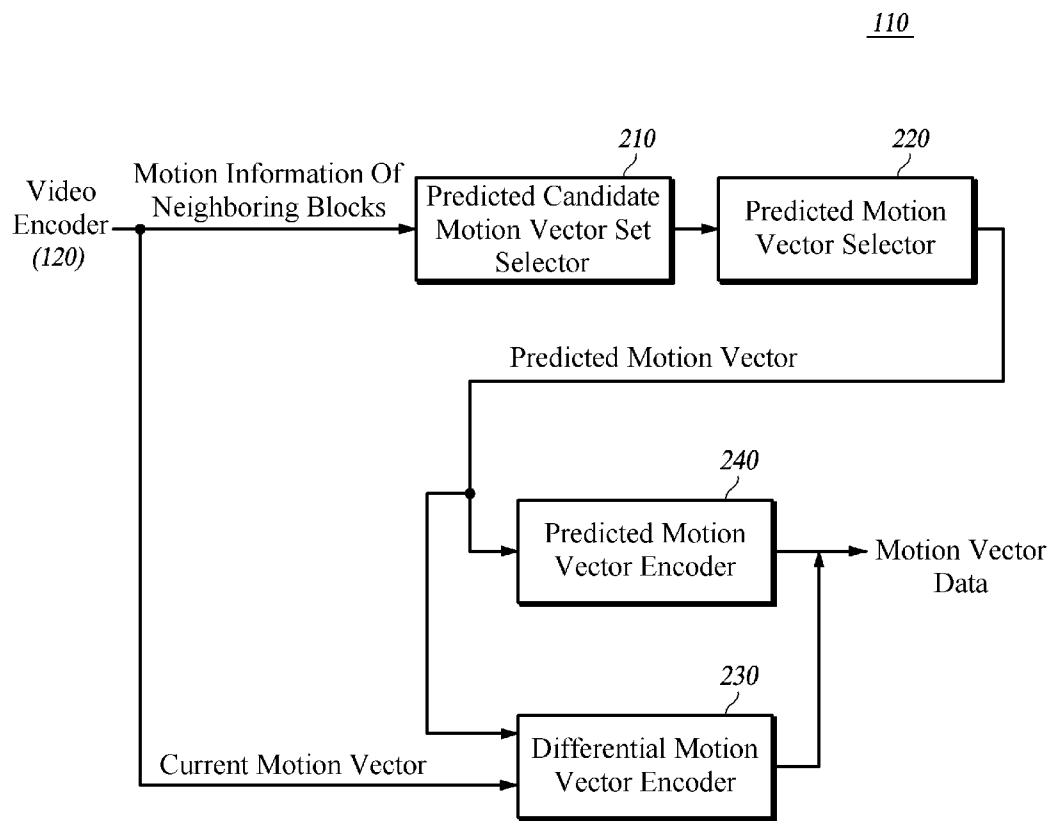 110
210
220
Video
Encoder
(120)
Motion Information Of
Neighboring Blocks
Predicted Candidate
Motion Vector Set
Selector
Predicted Motion
Vector Selector
Predicted Motion Vector
240
Predicted Motion
Vector Encoder
Motion Vector
Data
230
Differential Motion
Vector Encoder
Current Motion Vector